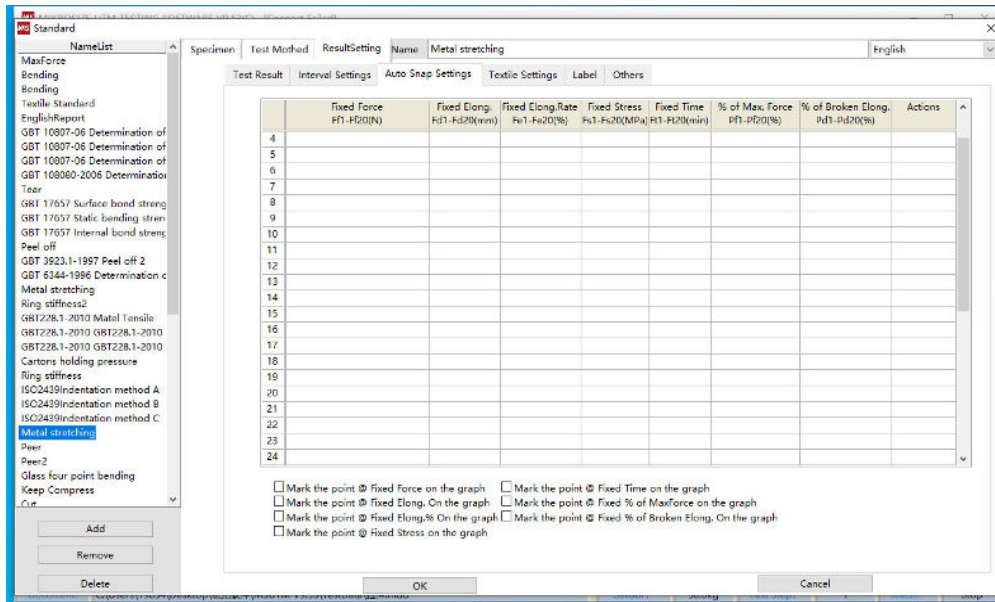 Standard
NameList
MaxForce
Bending
Bending
Textile Standard
EnglishReport
GBT 10807-06 Determination of
GBT 10807-06 Determination of
GBT 10807-06 Determination of
GBT 108080-2006 Determination
Tear
GBT 17657 Surface bond streng
GBT 17657 Static bending stren
GBT 17657 Internal bond streng
Peel off
GBT 3923.1-1997 Peel off 2
GBT 6344-1996 Determination c
Metal stretching
Ring stiffness2
GBT228.1-2010 Matel Tensile
GBT228.1-2010 GBT228.1-2010
GBT228.1-2010 GBT228.1-2010
Cartons holding pressure
Ring stiffness
ISO2439Indentation method A
ISO2439Indentation method B
ISO2439Indentation method C
Metal stretching
Peer
Peer2
Glass four point bending
Keep Compress
Cut
Add
Remove
Delete
Specimen Test Mothed ResultSetting Name Metal stretching English
Test Result Interval Settings Auto Snap Settings Textile Settings Label Others
Fixed Force Fixed Elong. Fixed Elong.Rate Fixed Stress Fixed Time % of Max. Force % of Broken Elong. Actions
Ff1-Ff20(N) Fd1-Fd20(mm) Fe1-Fe20(%) Fs1-Fs20(MPa) Ft1-Ft20(min) Pf1-Pf20(%) Pd1-Pd20(%)
4
5
6
7
8
9
10
11
12
13
14
15
16
17
18
19
20
21
22
23
24
Mark the point @ Fixed Force on the graph Mark the point @ Fixed Time on the graph
Mark the point @ Fixed Elong. On the graph Mark the point @ Fixed % of MaxForce on the graph
Mark the point @ Fixed Elong.% On the graph Mark the point @ Fixed % of Broken Elong. On the graph
Mark the point @ Fixed Stress on the graph
OK Cancel